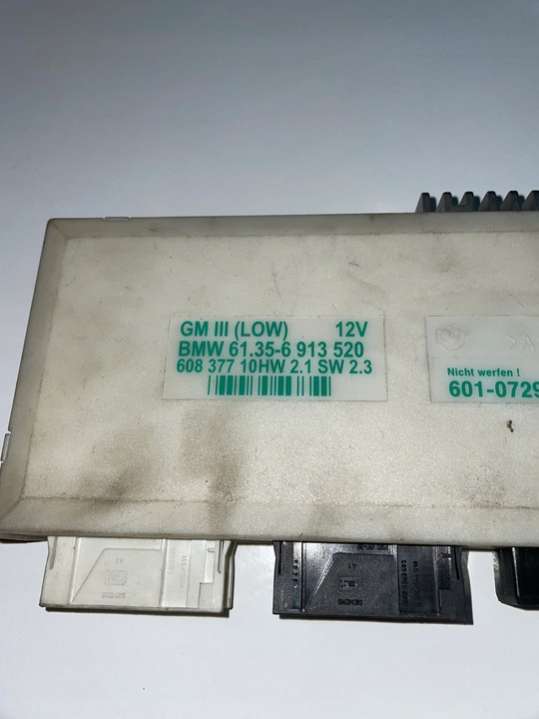 GM III (LOW) 12V
BMW 61.35-6 913 520
608 377 10HW 2.1 SW 2.3
Nicht werfen !
601-0729